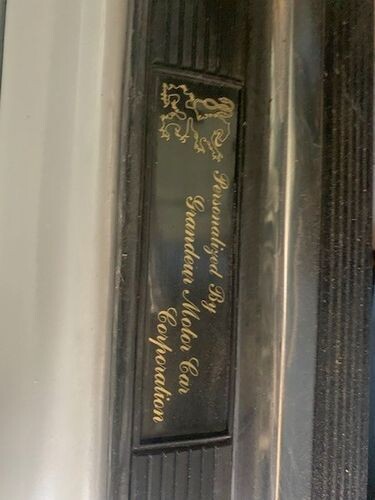 Personalized By
Grandeur Motor Car
Corporation